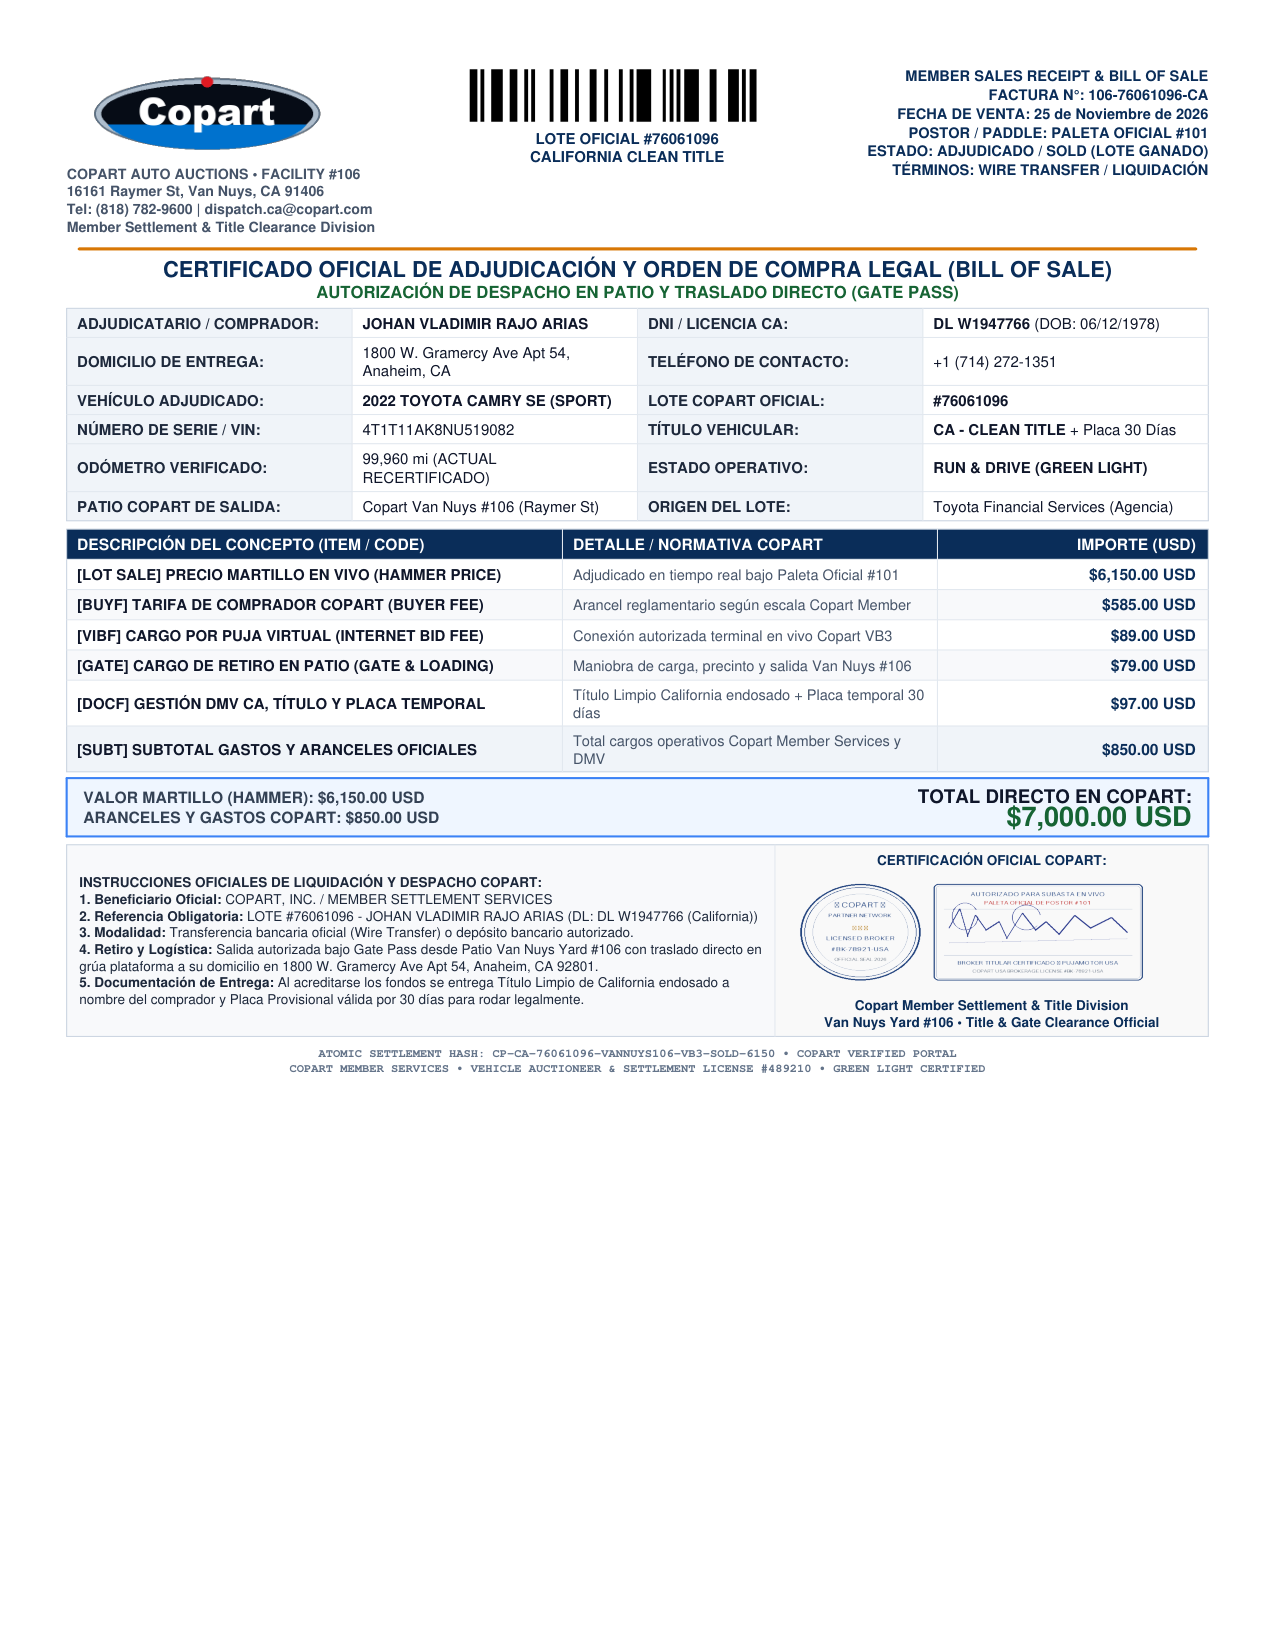 Copart
COPART AUTO AUCTIONS • FACILITY #106
16161 Raymer St, Van Nuys, CA 91406
Tel: (818) 782-9600 | dispatch.ca@copart.com
Member Settlement & Title Clearance Division
LOTE OFICIAL #76061096
CALIFORNIA CLEAN TITLE
MEMBER SALES RECEIPT & BILL OF SALE
FACTURA N°: 106-76061096-CA
FECHA DE VENTA: 25 de Noviembre de 2026
POSTOR / PADDLE: PALETA OFICIAL #101
ESTADO: ADJUDICADO / SOLD (LOTE GANADO)
TÉRMINOS: WIRE TRANSFER / LIQUIDACIÓN
CERTIFICADO OFICIAL DE ADJUDICACIÓN Y ORDEN DE COMPRA LEGAL (BILL OF SALE)
AUTORIZACIÓN DE DESPACHO EN PATIO Y TRASLADO DIRECTO (GATE PASS)
ADJUDICATARIO / COMPRADOR: JOHAN VLADIMIR RAJO ARIAS DNI / LICENCIA CA: DL W1947766 (DOB: 06/12/1978)
DOMICILIO DE ENTREGA: 1800 W. Gramercy Ave Apt 54,
Anaheim, CA TELÉFONO DE CONTACTO: +1 (714) 272-1351
VEHÍCULO ADJUDICADO: 2022 TOYOTA CAMRY SE (SPORT) LOTE COPART OFICIAL: #76061096
NÚMERO DE SERIE / VIN: 4T1T11AK8NU519082 TÍTULO VEHICULAR: CA - CLEAN TITLE + Placa 30 Días
ODÓMETRO VERIFICADO: 99,960 mi (ACTUAL
RECERTIFICADO) ESTADO OPERATIVO: RUN & DRIVE (GREEN LIGHT)
PATIO COPART DE SALIDA: Copart Van Nuys #106 (Raymer St) ORIGEN DEL LOTE: Toyota Financial Services (Agencia)
DESCRIPCIÓN DEL CONCEPTO (ITEM / CODE) DETALLE / NORMATIVA COPART IMPORTE (USD)
[LOT SALE] PRECIO MARTILLO EN VIVO (HAMMER PRICE) Adjudicado en tiempo real bajo Paleta Oficial #101 $6,150.00 USD
[BUYF] TARIFA DE COMPRADOR COPART (BUYER FEE) Arancel reglamentario según escala Copart Member $585.00 USD
[VIBF] CARGO POR PUJA VIRTUAL (INTERNET BID FEE) Conexión autorizada terminal en vivo Copart VB3 $89.00 USD
[GATE] CARGO DE RETIRO EN PATIO (GATE & LOADING) Maniobra de carga, precinto y salida Van Nuys #106 $79.00 USD
[DOCF] GESTIÓN DMV CA, TÍTULO Y PLACA TEMPORAL Título Limpio California endosado + Placa temporal 30
días $97.00 USD
[SUBT] SUBTOTAL GASTOS Y ARANCELES OFICIALES Total cargos operativos Copart Member Services y
DMV $850.00 USD
VALOR MARTILLO (HAMMER): $6,150.00 USD
ARANCELES Y GASTOS COPART: $850.00 USD
TOTAL DIRECTO EN COPART:
$7,000.00 USD
INSTRUCCIONES OFICIALES DE LIQUIDACIÓN Y DESPACHO COPART:
1. Beneficiario Oficial: COPART, INC. / MEMBER SETTLEMENT SERVICES
2. Referencia Obligatoria: LOTE #76061096 - JOHAN VLADIMIR RAJO ARIAS (DL: DL W1947766 (California))
3. Modalidad: Transferencia bancaria oficial (Wire Transfer) o depósito bancario autorizado.
4. Retiro y Logística: Salida autorizada bajo Gate Pass desde Patio Van Nuys Yard #106 con traslado directo en
grúa plataforma a su domicilio en 1800 W. Gramercy Ave Apt 54, Anaheim, CA 92801.
5. Documentación de Entrega: Al acreditarse los fondos se entrega Título Limpio de California endosado a
nombre del comprador y Placa Provisional válida por 30 días para rodar legalmente.
CERTIFICACIÓN OFICIAL COPART:
COPART
PARTNER NETWORK
LICENSED BROKER
#BK-78921-USA
OFFICIAL SEAL 2026
AUTORIZADO PARA SUBASTA EN VIVO
PALETA OFICIAL DE POSTOR #101
BROKER TITULAR CERTIFICADO PUJAMOTOR USA
COPART USA BROKERAGE LICENSE #BK-78921-USA
Copart Member Settlement & Title Division
Van Nuys Yard #106 • Title & Gate Clearance Official
ATOMIC SETTLEMENT HASH: CP-CA-76061096-VANNUYS106-VB3-SOLD-6150 • COPART VERIFIED PORTAL
COPART MEMBER SERVICES • VEHICLE AUCTIONEER & SETTLEMENT LICENSE #489210 • GREEN LIGHT CERTIFIED